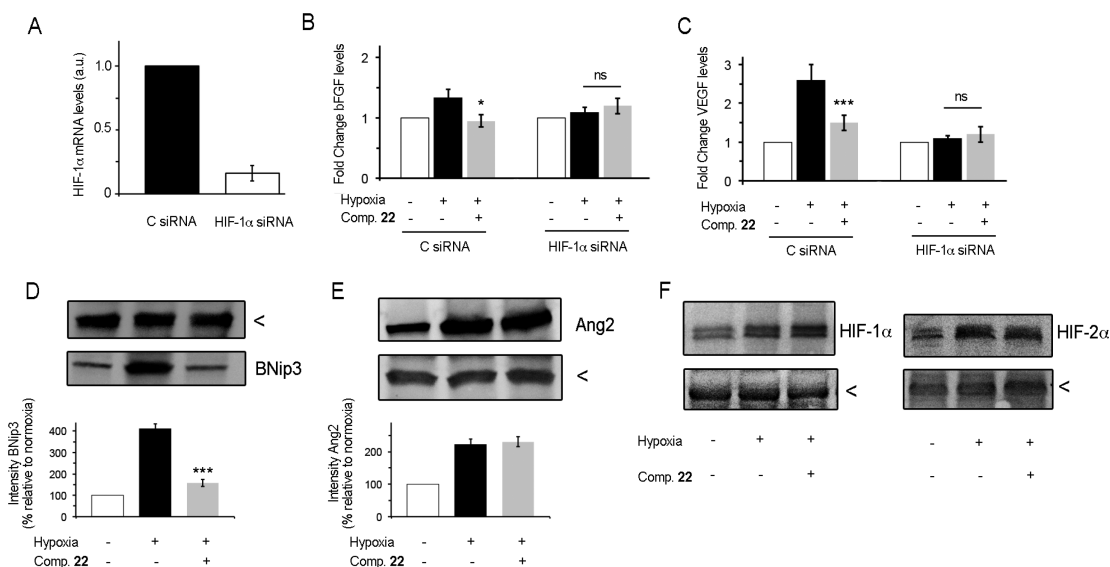 A
HIF-1α mRNA levels (a.u.)
1.0
0.5
0
C siRNA HIF-1α siRNA
B
Fold Change bFGF levels
2
1
0
*
ns
Hypoxia - + + - + +
Comp. 22 + +
C siRNA HIF-1α siRNA
C
Fold Change VEGF levels
3
2
1
0
***
ns
Hypoxia - + + - + +
Comp. 22 + +
C siRNA HIF-1α siRNA
D
<
BNip3
Intensity BNip3
(% relative to normoxia)
400
300
200
100
0
***
Hypoxia - + +
Comp. 22 - - +
E
Ang2
<
Intensity Ang2
(% relative to normoxia)
200
100
0
Hypoxia - + +
Comp. 22 - - +
F
HIF-1α HIF-2α
< <
Hypoxia - + + - + +
Comp. 22 - - + - - +